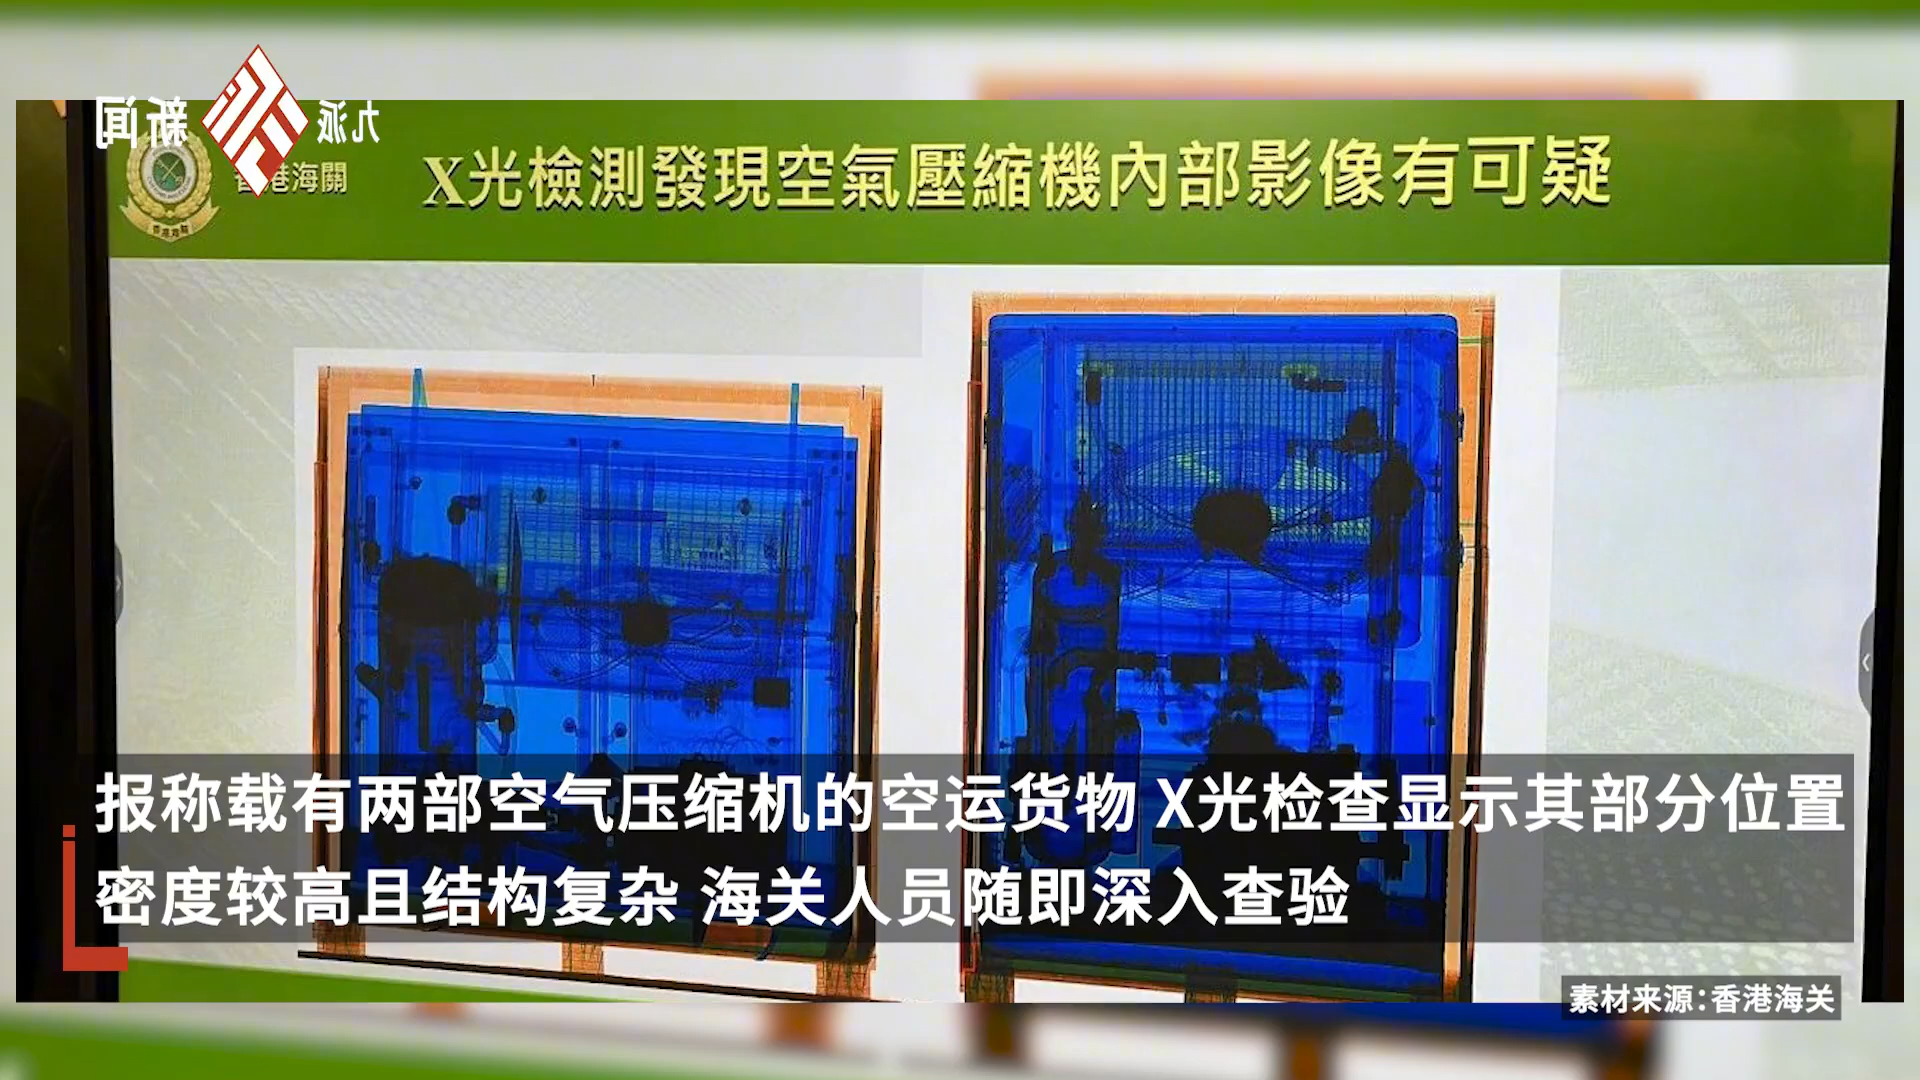 九派新闻
香港海關
X光檢測發現空氣壓縮機內部影像有可疑
报称载有两部空气压缩机的空运货物 X光检查显示其部分位置
密度较高且结构复杂 海关人员随即深入查验
素材来源:香港海关